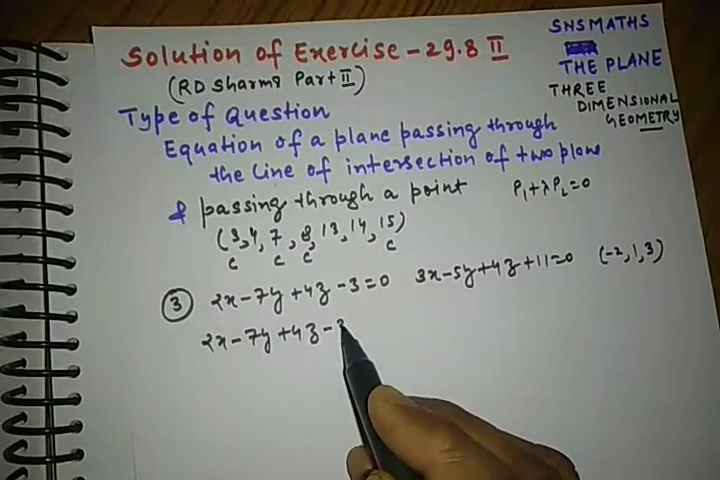 Solution of Exercise - 29.8 II
(RD Sharma Part II)
SNS MATHS
THE PLANE
THREE
DIMENSIONAL
GEOMETRY
Type of Question
Equation of a plane passing through
the line of intersection of two plane
& passing through a point P₁+λP₂=0
(3,4, 7, 8, 13, 14, 15)
c c c c
③ 2x-7y+4z-3=0 3x-5y+4z+11=0 (-2,1,3)
2x-7y+4z-3